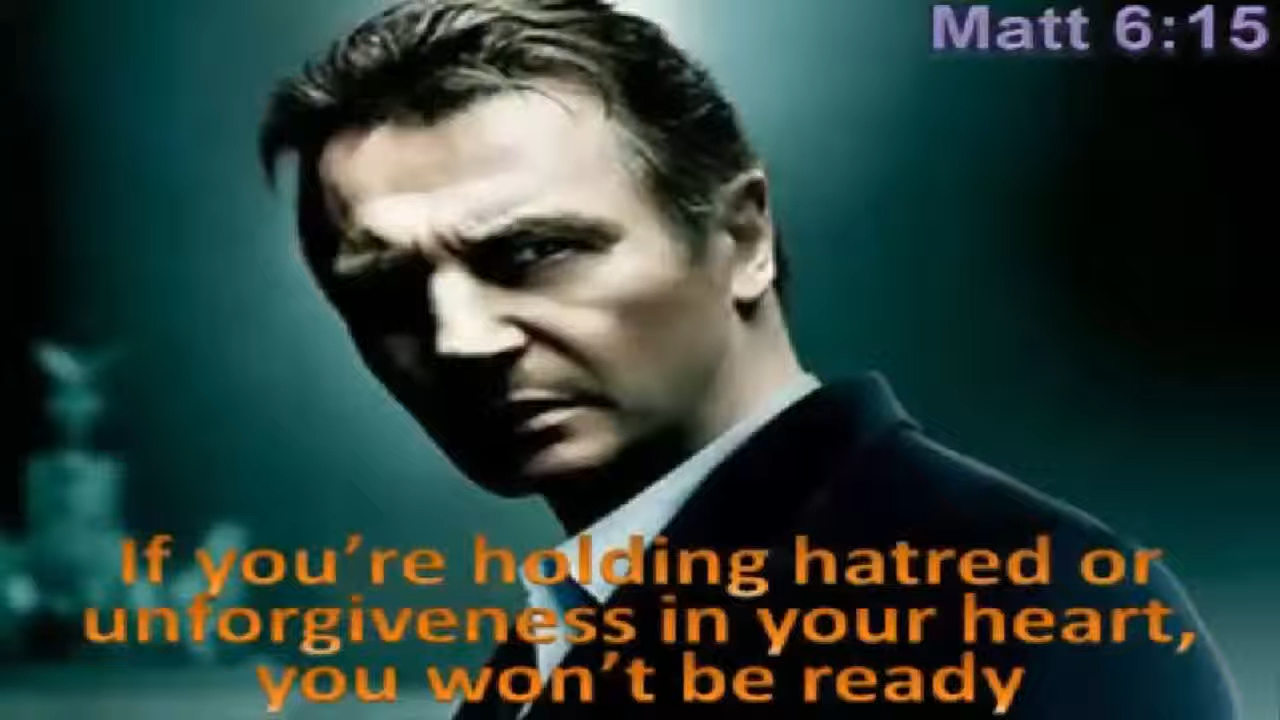 Matt 6:15
If you’re holding hatred or
unforgiveness in your heart,
you won’t be ready